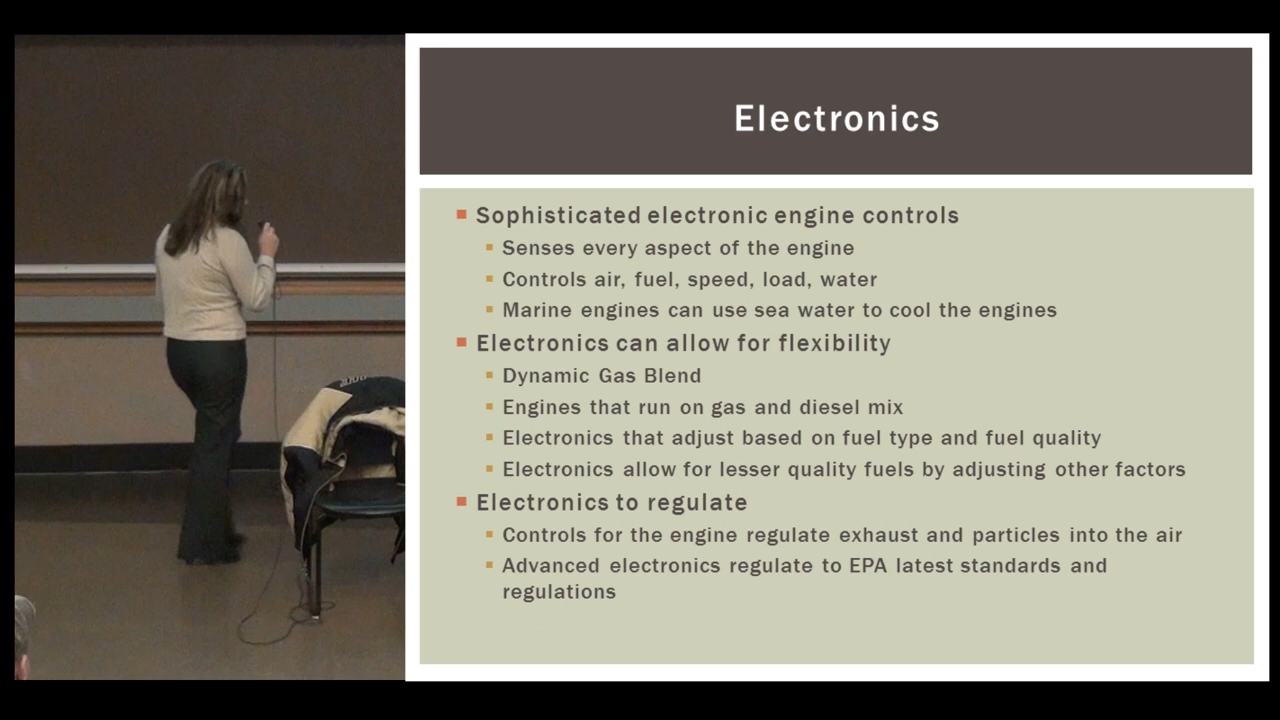 Electronics
Sophisticated electronic engine controls
Senses every aspect of the engine
Controls air, fuel, speed, load, water
Marine engines can use sea water to cool the engines
Electronics can allow for flexibility
Dynamic Gas Blend
Engines that run on gas and diesel mix
Electronics that adjust based on fuel type and fuel quality
Electronics allow for lesser quality fuels by adjusting other factors
Electronics to regulate
Controls for the engine regulate exhaust and particles into the air
Advanced electronics regulate to EPA latest standards and
regulations